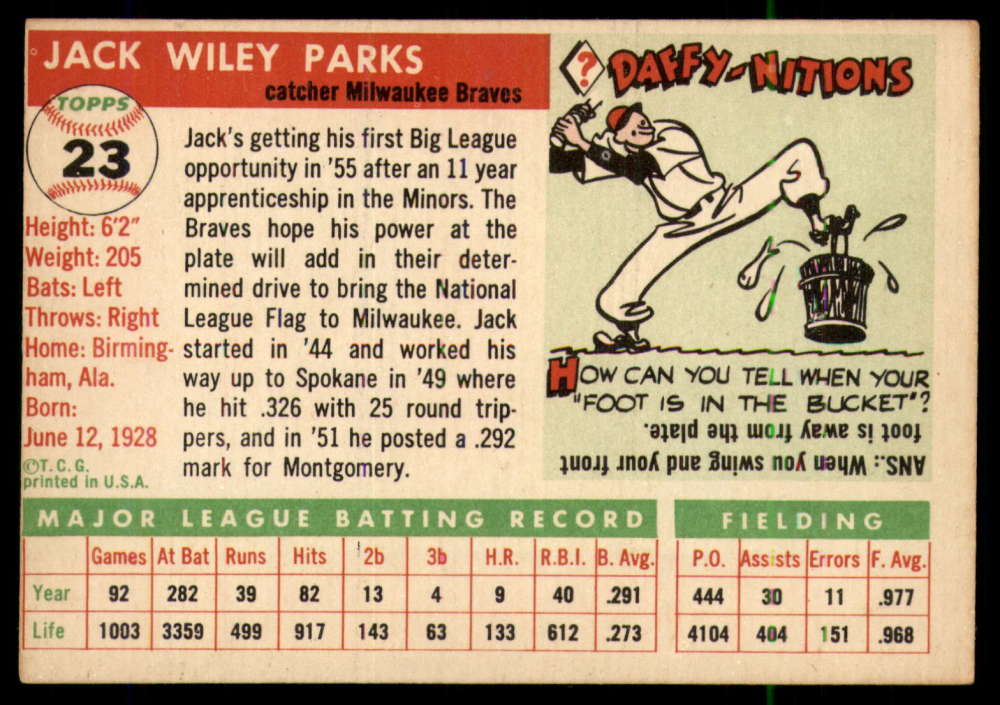 JACK WILEY PARKS
catcher Milwaukee Braves
TOPPS
23
Height: 6'2"
Weight: 205
Bats: Left
Throws: Right
Home: Birming-
ham, Ala.
Born:
June 12, 1928
©T.C.G.
printed in U.S.A.
Jack's getting his first Big League
opportunity in '55 after an 11 year
apprenticeship in the Minors. The
Braves hope his power at the
plate will add in their deter-
mined drive to bring the National
League Flag to Milwaukee. Jack
started in '44 and worked his
way up to Spokane in '49 where
he hit .326 with 25 round trip-
pers, and in '51 he posted a .292
mark for Montgomery.
? DAFFY-NITIONS
HOW CAN YOU TELL WHEN YOUR
"FOOT IS IN THE BUCKET"?
ANS.: When you swing and your front
foot is away from the plate.
MAJOR LEAGUE BATTING RECORD
Games At Bat Runs Hits 2b 3b H.R. R.B.I. B. Avg.
Year 92 282 39 82 13 4 9 40 .291
Life 1003 3359 499 917 143 63 133 612 .273
FIELDING
P.O. Assists Errors F. Avg.
444 30 11 .977
4104 404 151 .968